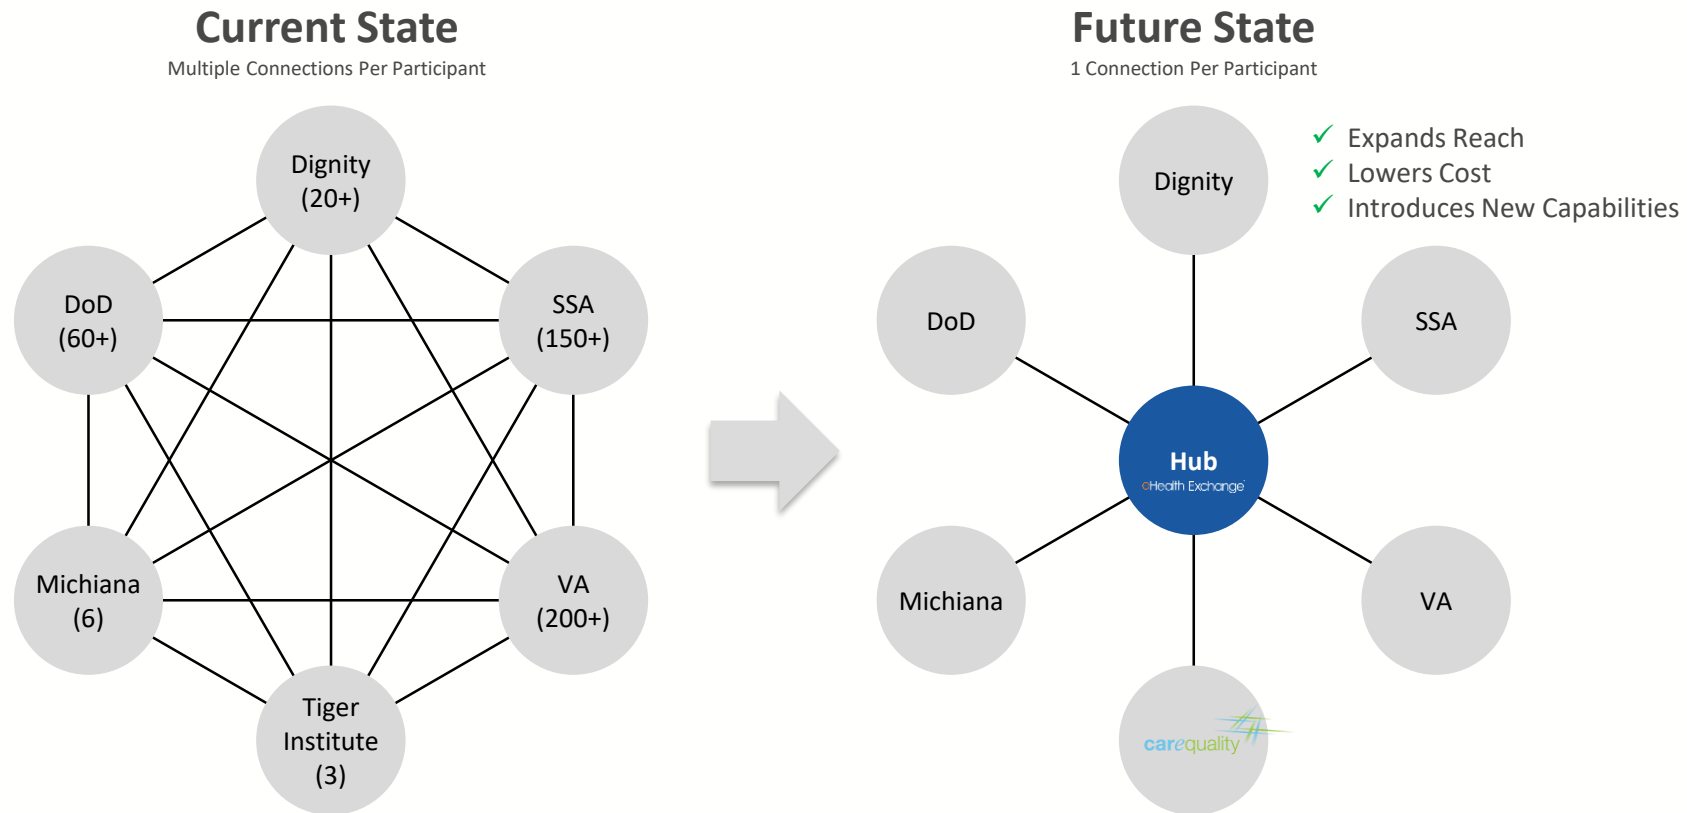 Current State
Multiple Connections Per Participant
Dignity
(20+)
DoD
(60+)
SSA
(150+)
Michiana
(6)
VA
(200+)
Tiger
Institute
(3)
Future State
1 Connection Per Participant
✓ Expands Reach
✓ Lowers Cost
✓ Introduces New Capabilities
Dignity
DoD
SSA
Hub
eHealth Exchange
Michiana
VA
carequality